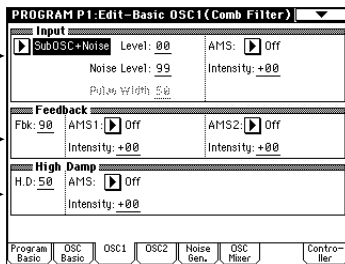 PROGRAM P1:Edit-Basic OSC1(Comb Filter)
Input
SubOSC+Noise Level: 00 AMS: Off
Noise Level: 99 Intensity: +00
Pulse Width 50
Feedback
Fbk: 90 AMS1: Off AMS2: Off
Intensity: +00 Intensity: +00
High Damp
H.D: 50 AMS: Off
Intensity: +00
Program Basic OSC Basic OSC1 OSC2 Noise Gen. OSC Mixer Contro-ller